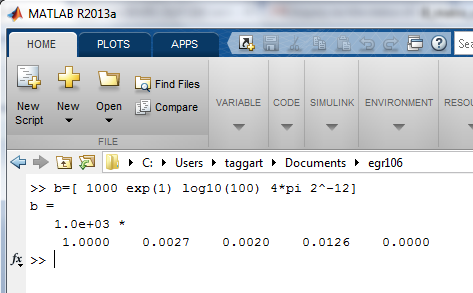 MATLAB R2013a
HOME PLOTS APPS Sea
New Script New Open Find Files Compare VARIABLE CODE SIMULINK ENVIRONMENT RESOU
FILE
C: Users taggart Documents egr106
>> b=[ 1000 exp(1) log10(100) 4*pi 2^-12]
b =
1.0e+03 *
1.0000 0.0027 0.0020 0.0126 0.0000
fx >>